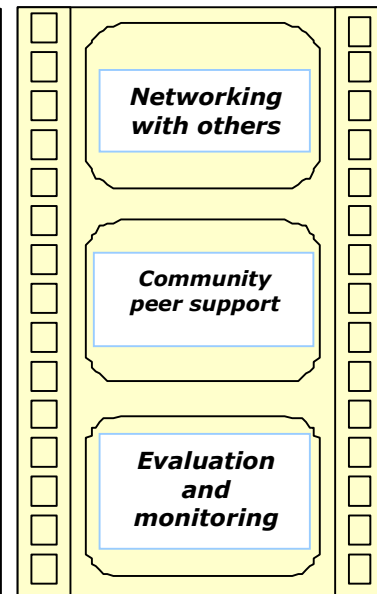 Networking
with others
Community
peer support
Evaluation
and
monitoring